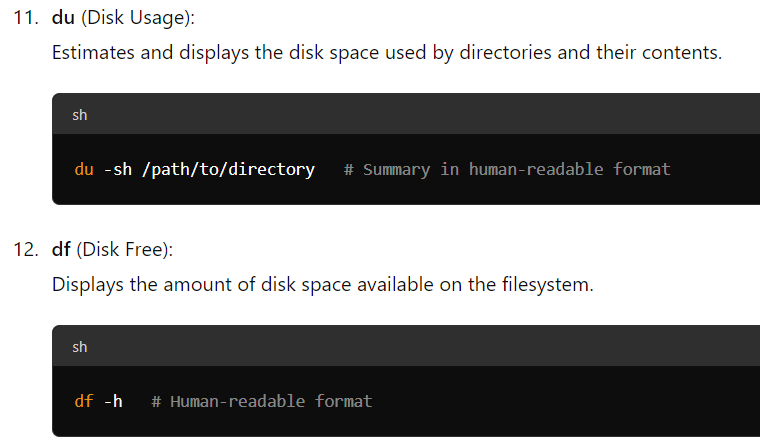 11. du (Disk Usage):
Estimates and displays the disk space used by directories and their contents.
sh
du -sh /path/to/directory   # Summary in human-readable format
12. df (Disk Free):
Displays the amount of disk space available on the filesystem.
sh
df -h   # Human-readable format